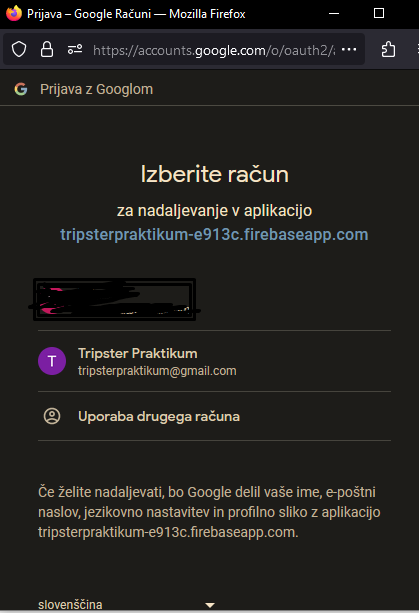 Prijava – Google Računi — Mozilla Firefox
https://accounts.google.com/o/oauth2/
Prijava z Googlom
Izberite račun
za nadaljevanje v aplikacijo
tripsterpraktikum-e913c.firebaseapp.com
T
Tripster Praktikum
tripsterpraktikum@gmail.com
Uporaba drugega računa
Če želite nadaljevati, bo Google delil vaše ime, e-poštni
naslov, jezikovno nastavitev in profilno sliko z aplikacijo
tripsterpraktikum-e913c.firebaseapp.com.
slovenščina